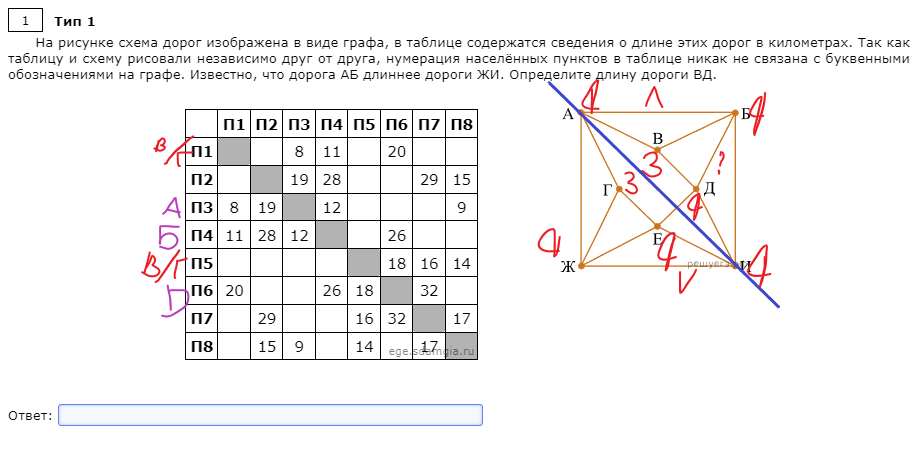 1 Тип 1
На рисунке схема дорог изображена в виде графа, в таблице содержатся сведения о длине этих дорог в километрах. Так как
таблицу и схему рисовали независимо друг от друга, нумерация населённых пунктов в таблице никак не связана с буквенными
обозначениями на графе. Известно, что дорога АБ длиннее дороги ЖИ. Определите длину дороги ВД.
П1 П2 П3 П4 П5 П6 П7 П8
В/Г П1 8 11 20
П2 19 28 29 15
А П3 8 19 12 9
Б П4 11 28 12 26
В/Г П5 18 16 14
D П6 20 26 18 32
П7 29 16 32 17
П8 15 9 14 17
ege.sdamgia.ru
А 4 Λ Б 4
В
3 ?
Г 3 Д
4
Е
4 4 4
Ж V И
Ответ: